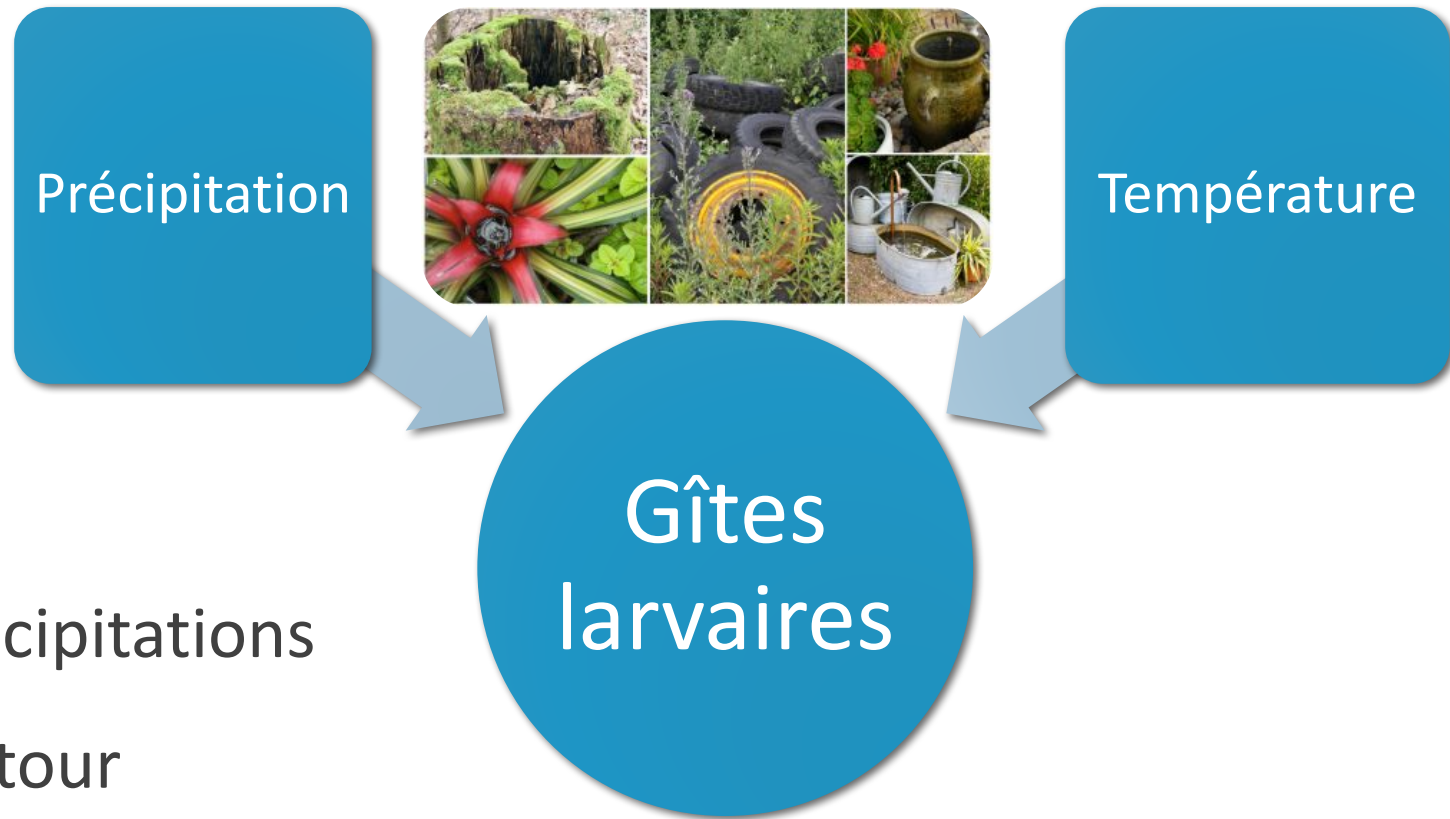 Précipitation
Température
Gîtes
larvaires
cipitations
tour